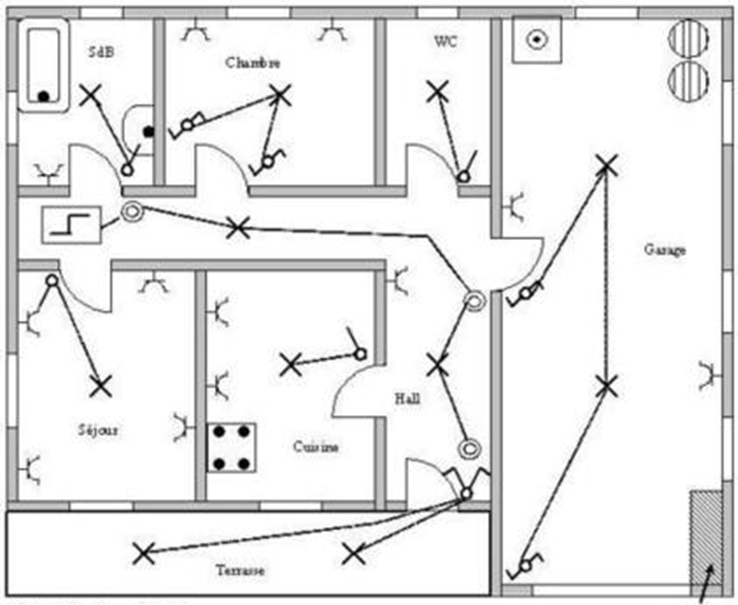 SdB
Chambre
WC
Garage
Hall
Séjour
Cuisine
Terrasse